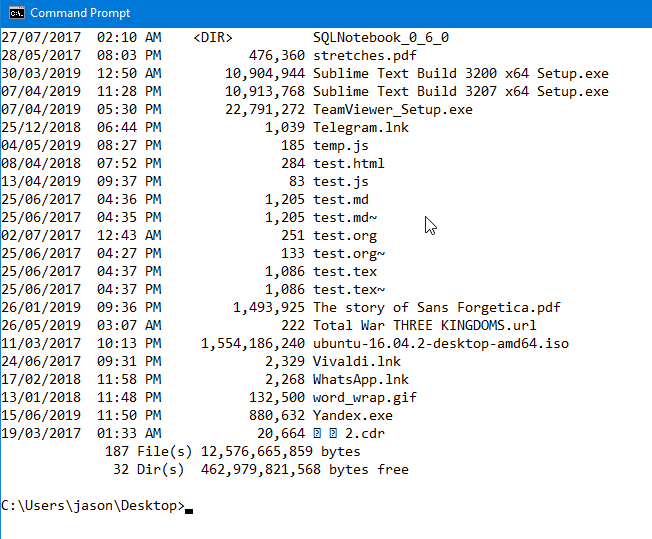 Command Prompt
27/07/2017  02:10 AM    <DIR>          SQLNotebook_0_6_0
28/05/2017  08:03 PM           476,360 stretches.pdf
30/03/2019  12:50 AM        10,904,944 Sublime Text Build 3200 x64 Setup.exe
07/04/2019  11:28 PM        10,913,768 Sublime Text Build 3207 x64 Setup.exe
07/04/2019  05:30 PM        22,791,272 TeamViewer_Setup.exe
25/12/2018  06:44 PM             1,039 Telegram.lnk
04/05/2019  08:27 PM               185 temp.js
08/04/2018  07:52 PM               284 test.html
13/04/2019  09:37 PM                83 test.js
25/06/2017  04:36 PM             1,205 test.md
25/06/2017  04:35 PM             1,205 test.md~
02/07/2017  12:43 AM               251 test.org
25/06/2017  04:27 PM               133 test.org~
25/06/2017  04:37 PM             1,086 test.tex
25/06/2017  04:37 PM             1,086 test.tex~
26/01/2019  09:36 PM         1,493,925 The story of Sans Forgetica.pdf
26/05/2019  03:07 AM               222 Total War THREE KINGDOMS.url
11/03/2017  10:13 PM     1,554,186,240 ubuntu-16.04.2-desktop-amd64.iso
24/06/2017  09:31 PM             2,329 Vivaldi.lnk
17/02/2018  11:58 PM             2,268 WhatsApp.lnk
13/01/2018  11:48 PM           132,500 word_wrap.gif
15/06/2019  11:50 PM           880,632 Yandex.exe
19/03/2017  01:33 AM            20,664 2.cdr
             187 File(s) 12,576,665,859 bytes
              32 Dir(s)  462,979,821,568 bytes free
C:\Users\jason\Desktop>